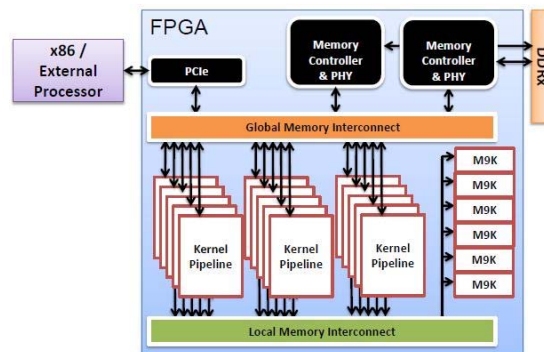 FPGA
x86 /
External
Processor
PCIe
Memory
Controller
& PHY
Memory
Controller
& PHY
DDRx
Global Memory Interconnect
Kernel
Pipeline
Kernel
Pipeline
Kernel
Pipeline
M9K
M9K
M9K
M9K
M9K
M9K
Local Memory Interconnect